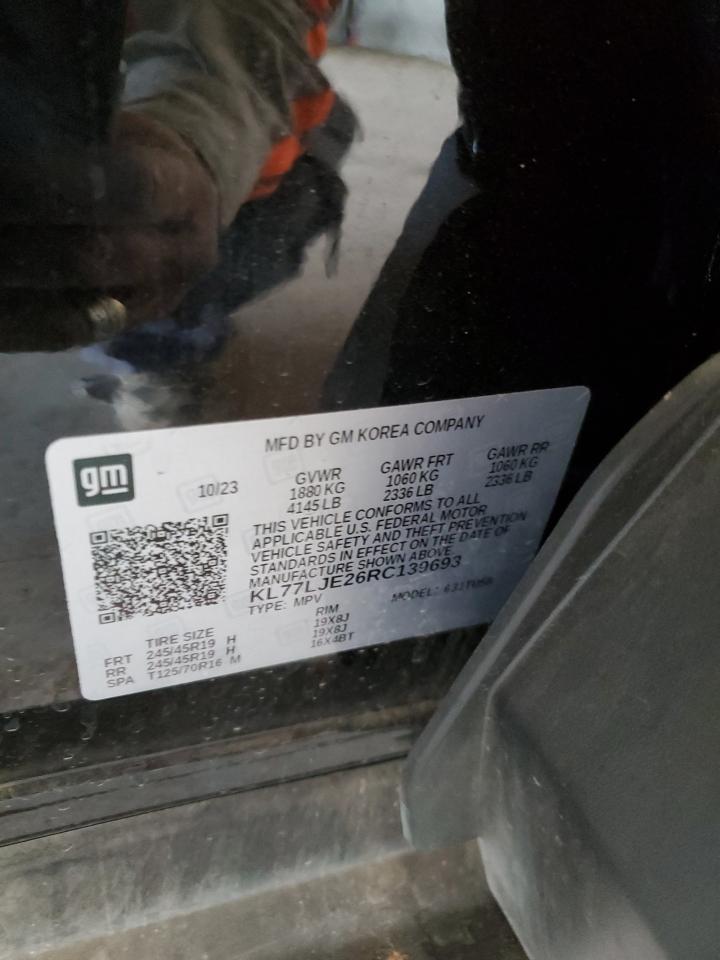 MFD BY GM KOREA COMPANY
gm
10/23
GVWR GAWR FRT GAWR RR
1880 KG 1060 KG 1060 KG
4145 LB 2336 LB 2336 LB
THIS VEHICLE CONFORMS TO ALL
APPLICABLE U.S. FEDERAL MOTOR
VEHICLE SAFETY AND THEFT PREVENTION
STANDARDS IN EFFECT ON THE DATE OF
MANUFACTURE SHOWN ABOVE.
KL77LJE26RC139693
TYPE: MPV MODEL:
TIRE SIZE RIM
FRT 245/45R19 H 19X8J
RR 245/45R19 H 19X8J
SPA T125/70R16 M 16X4BT